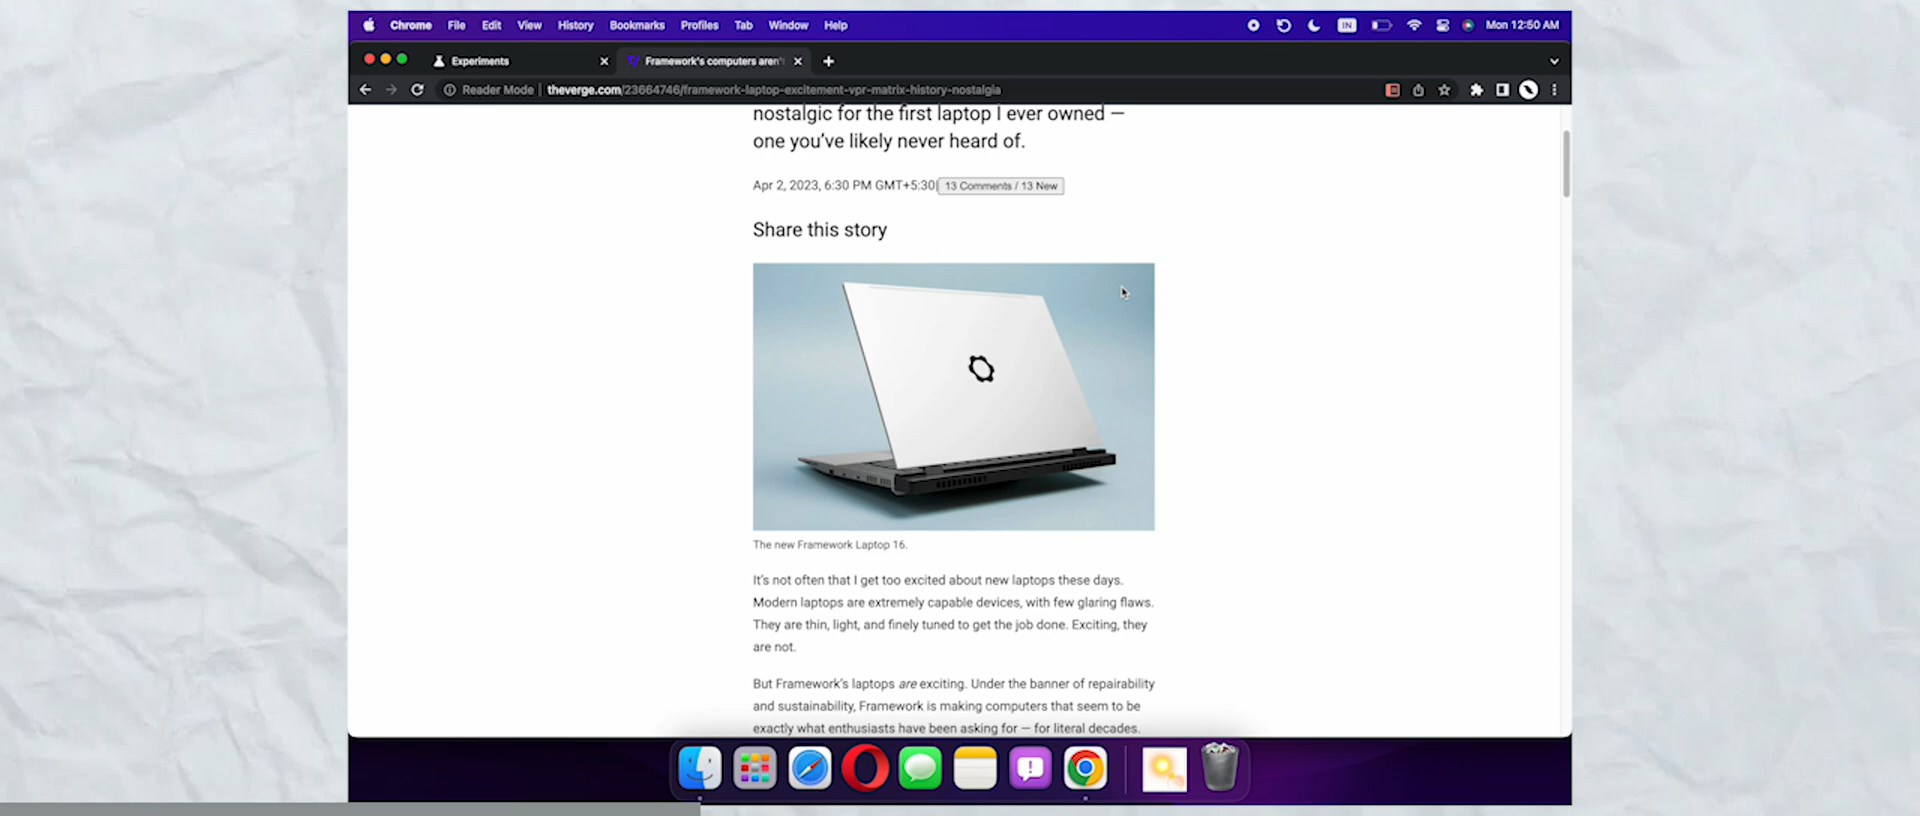 Chrome File Edit View History Bookmarks Profiles Tab Window Help IN Mon 12:50 AM
Experiments Framework's computers aren't
Reader Mode theverge.com/23664746/framework-laptop-excitement-vpr-matrix-history-nostalgia
nostalgic for the first laptop I ever owned —
one you've likely never heard of.
Apr 2, 2023, 6:30 PM GMT+5:30| 13 Comments / 13 New
Share this story
The new Framework Laptop 16.
It's not often that I get too excited about new laptops these days.
Modern laptops are extremely capable devices, with few glaring flaws.
They are thin, light, and finely tuned to get the job done. Exciting, they
are not.
But Framework's laptops are exciting. Under the banner of repairability
and sustainability, Framework is making computers that seem to be
exactly what enthusiasts have been asking for — for literal decades.